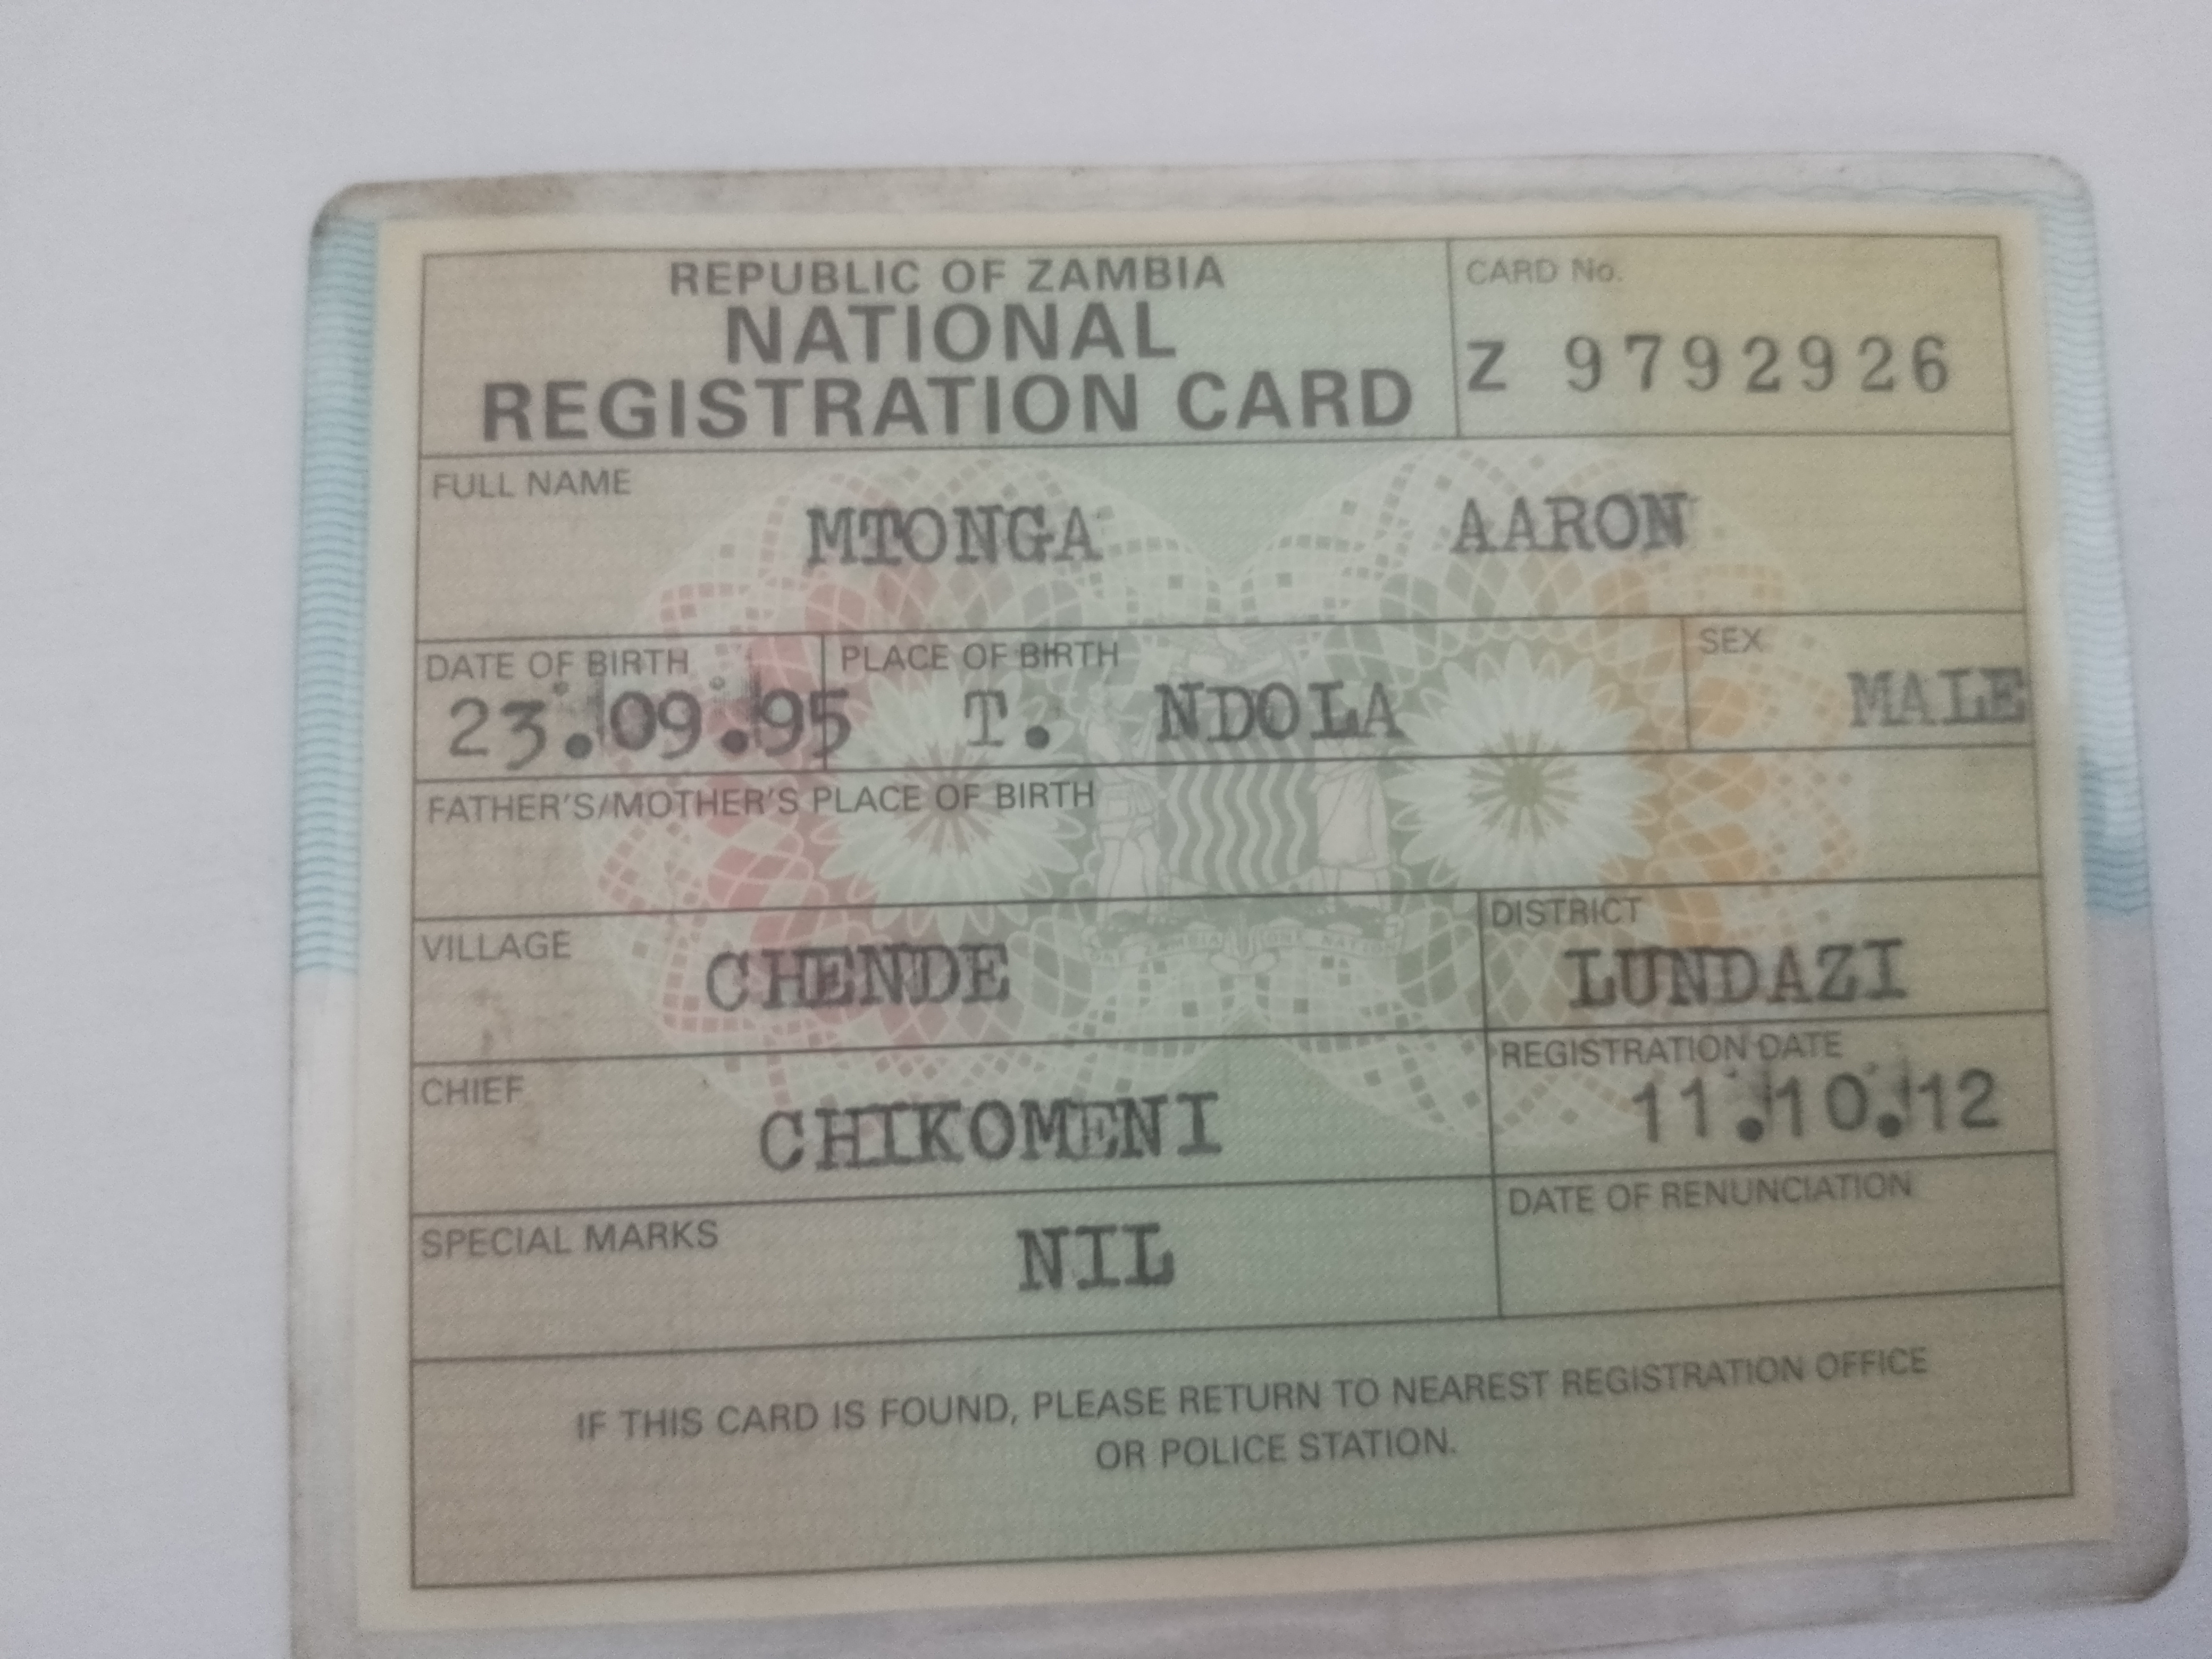 REPUBLIC OF ZAMBIA
NATIONAL
REGISTRATION CARD
CARD No.
Z 9792926
FULL NAME
MTONGA AARON
DATE OF BIRTH
23.09.95
PLACE OF BIRTH
T. NDOLA
SEX
MALE
FATHER'S/MOTHER'S PLACE OF BIRTH
VILLAGE
CHENDE
DISTRICT
LUNDAZI
CHIEF
CHIKOMENI
REGISTRATION DATE
11.10.12
SPECIAL MARKS
NIL
DATE OF RENUNCIATION
IF THIS CARD IS FOUND, PLEASE RETURN TO NEAREST REGISTRATION OFFICE
OR POLICE STATION.